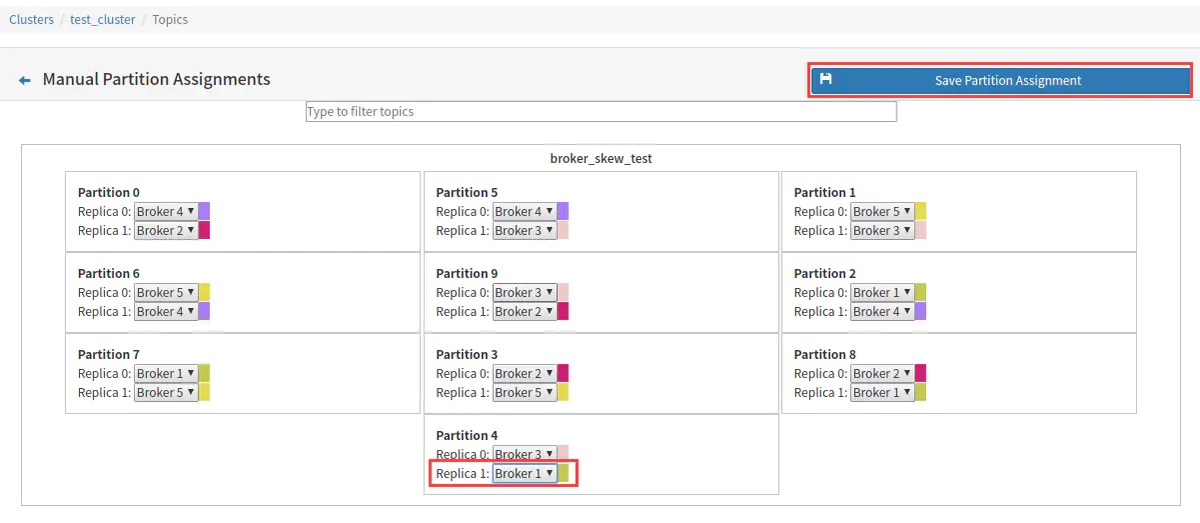 Clusters / test_cluster / Topics
Manual Partition Assignments
Save Partition Assignment
Type to filter topics
broker_skew_test
Partition 0
Replica 0: Broker 4
Replica 1: Broker 2
Partition 5
Replica 0: Broker 4
Replica 1: Broker 3
Partition 1
Replica 0: Broker 5
Replica 1: Broker 3
Partition 6
Replica 0: Broker 5
Replica 1: Broker 4
Partition 9
Replica 0: Broker 3
Replica 1: Broker 2
Partition 2
Replica 0: Broker 1
Replica 1: Broker 4
Partition 7
Replica 0: Broker 1
Replica 1: Broker 5
Partition 3
Replica 0: Broker 2
Replica 1: Broker 5
Partition 8
Replica 0: Broker 2
Replica 1: Broker 1
Partition 4
Replica 0: Broker 3
Replica 1: Broker 1